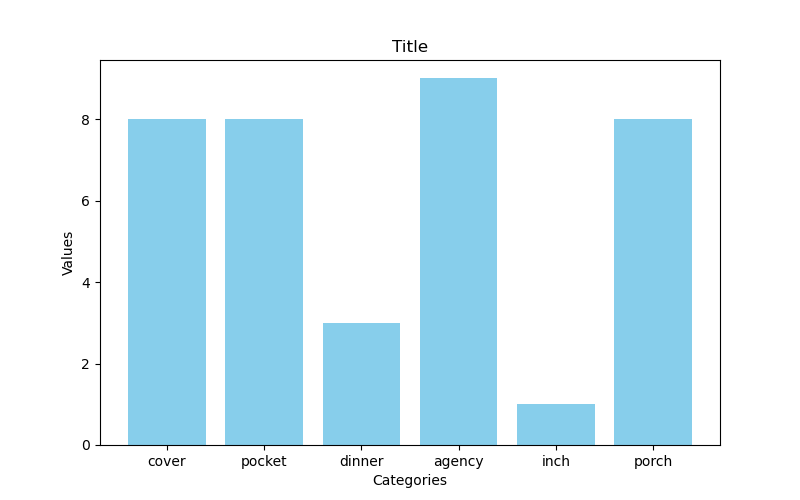 Title
8
6
4
2
0
Values
cover pocket dinner agency inch porch
Categories